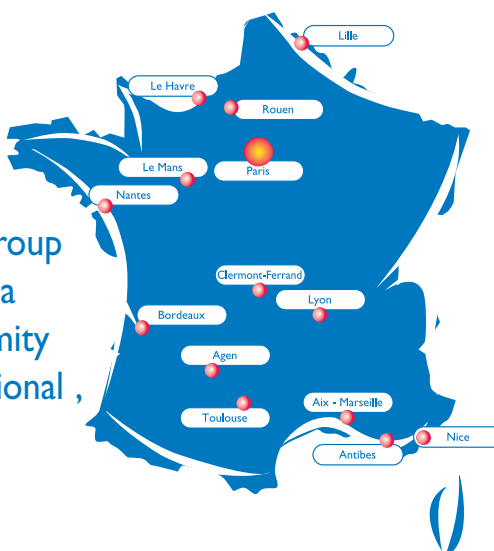 Lille
Le Havre
Rouen
Le Mans
Paris
Nantes
roup
a
Clermont-Ferrand
Lyon
Bordeaux
nity
Agen
ional ,
Aix - Marseille
Toulouse
Nice
Antibes